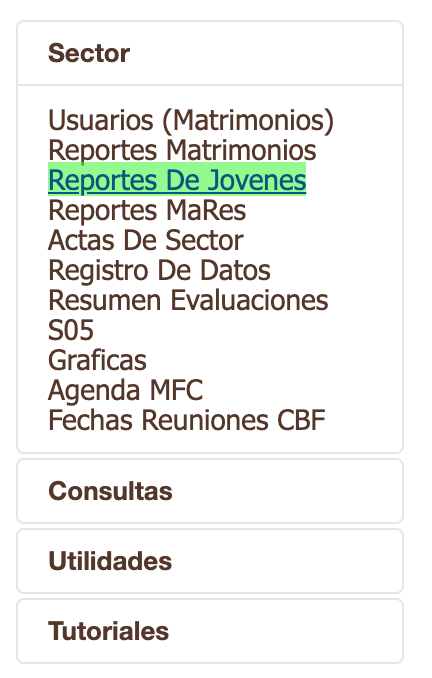 Sector
Usuarios (Matrimonios)
Reportes Matrimonios
Reportes De Jovenes
Reportes MaRes
Actas De Sector
Registro De Datos
Resumen Evaluaciones
S05
Graficas
Agenda MFC
Fechas Reuniones CBF
Consultas
Utilidades
Tutoriales